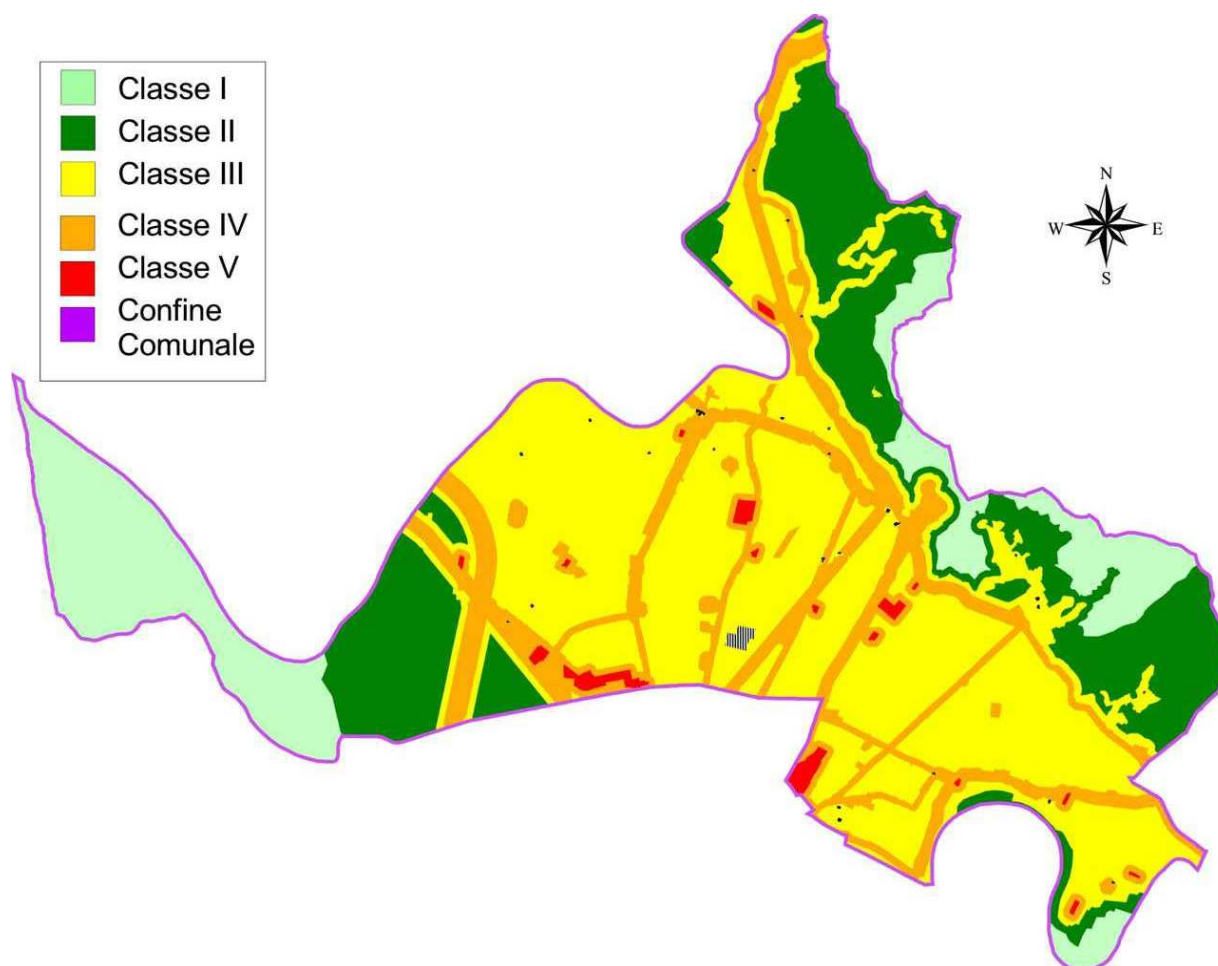 Classe I
Classe II
Classe III
Classe IV
Classe V
Confine
Comunale
N
W E
S